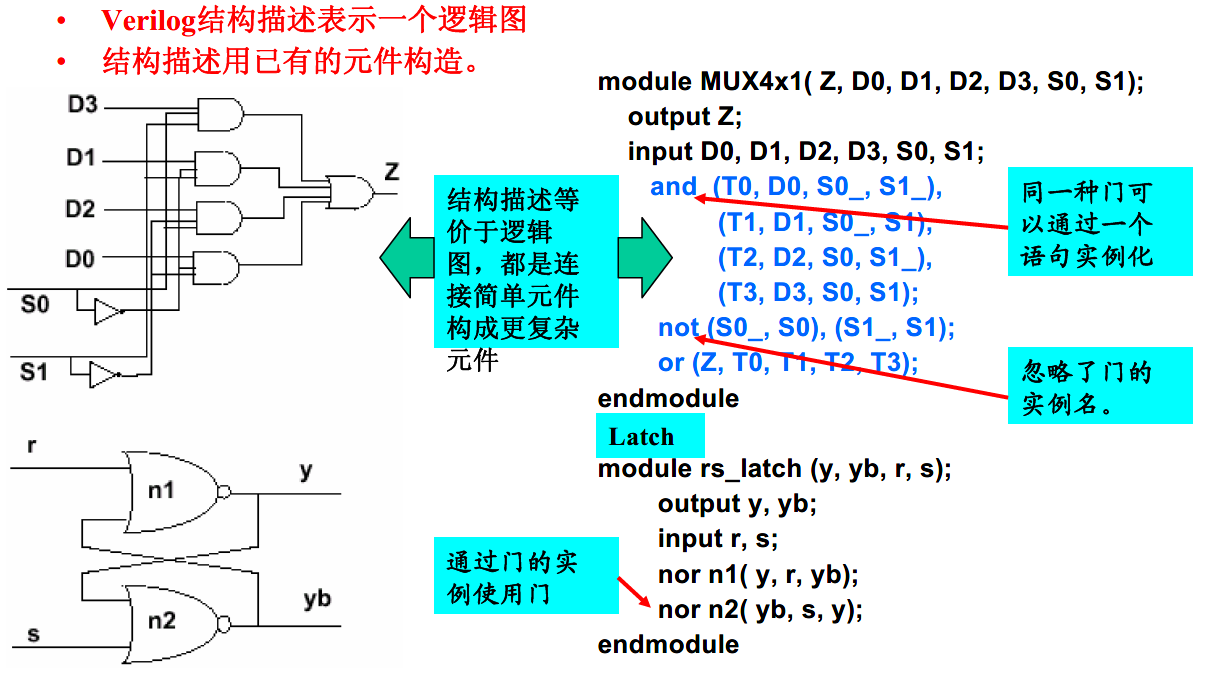 • Verilog结构描述表示一个逻辑图
• 结构描述用已有的元件构造。
D3
D1
D2
D0
S0
S1
Z
结构描述等
价于逻辑
图，都是连
接简单元件
构成更复杂
元件
module MUX4x1( Z, D0, D1, D2, D3, S0, S1);
output Z;
input D0, D1, D2, D3, S0, S1;
and (T0, D0, S0_, S1_),
(T1, D1, S0_, S1),
(T2, D2, S0, S1_),
(T3, D3, S0, S1);
not (S0_, S0), (S1_, S1);
or (Z, T0, T1, T2, T3);
endmodule
同一种门可
以通过一个
语句实例化
忽略了门的
实例名。
r
n1
y
n2
yb
s
Latch
module rs_latch (y, yb, r, s);
output y, yb;
input r, s;
nor n1( y, r, yb);
nor n2( yb, s, y);
endmodule
通过门的实
例使用门